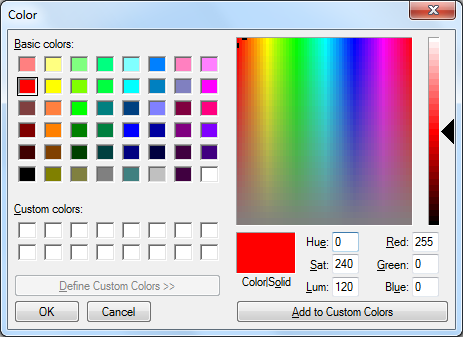 Color
Basic colors:
Custom colors:
Define Custom Colors >>
OK
Cancel
Color|Solid
Hue: 0
Sat: 240
Lum: 120
Red: 255
Green: 0
Blue: 0
Add to Custom Colors